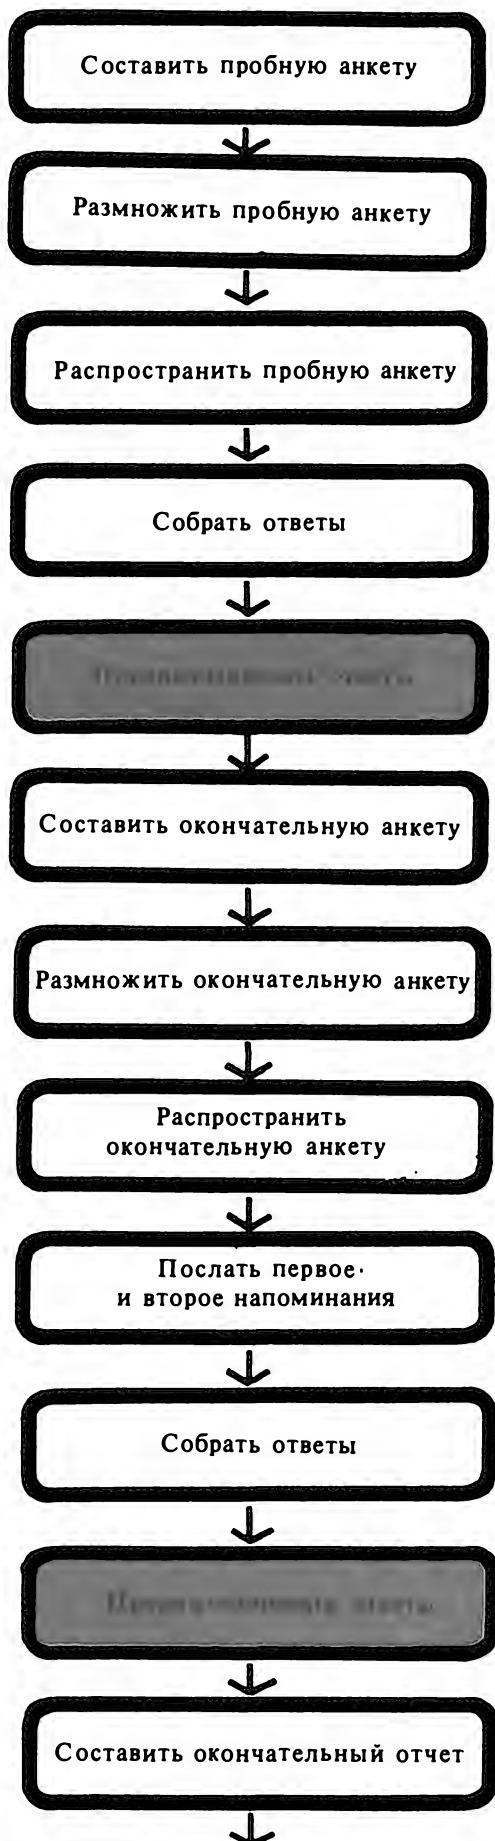 Составить пробную анкету
Размножить пробную анкету
Распространить пробную анкету
Собрать ответы
Составить окончательную анкету
Размножить окончательную анкету
Распространить
окончательную анкету
Послать первое
и второе напоминания
Собрать ответы
Составить окончательный отчет